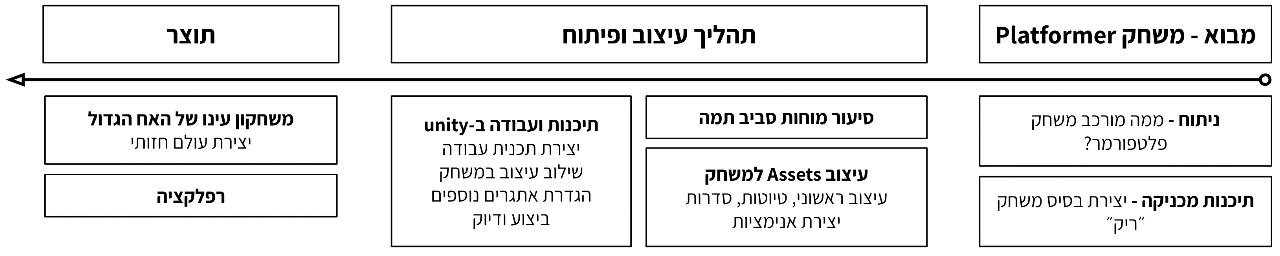 מבוא - משחק Platformer
תהליך עיצוב ופיתוח
תוצר
ניתוח - ממה מורכב משחק
פלטפורמר?
תיכנות מכניקה - יצירת בסיס משחק
״ריק״
סיעור מוחות סביב תמה
עיצוב Assets למשחק
עיצוב ראשוני, טיוטות, סדרות
יצירת אנימציות
תיכנות ועבודה ב-unity
יצירת תכנית עבודה
שילוב עיצוב במשחק
הגדרת אתגרים נוספים
ביצוע ודיוק
משחקון עינו של האח הגדול
יצירת עולם חזותי
רפלקציה